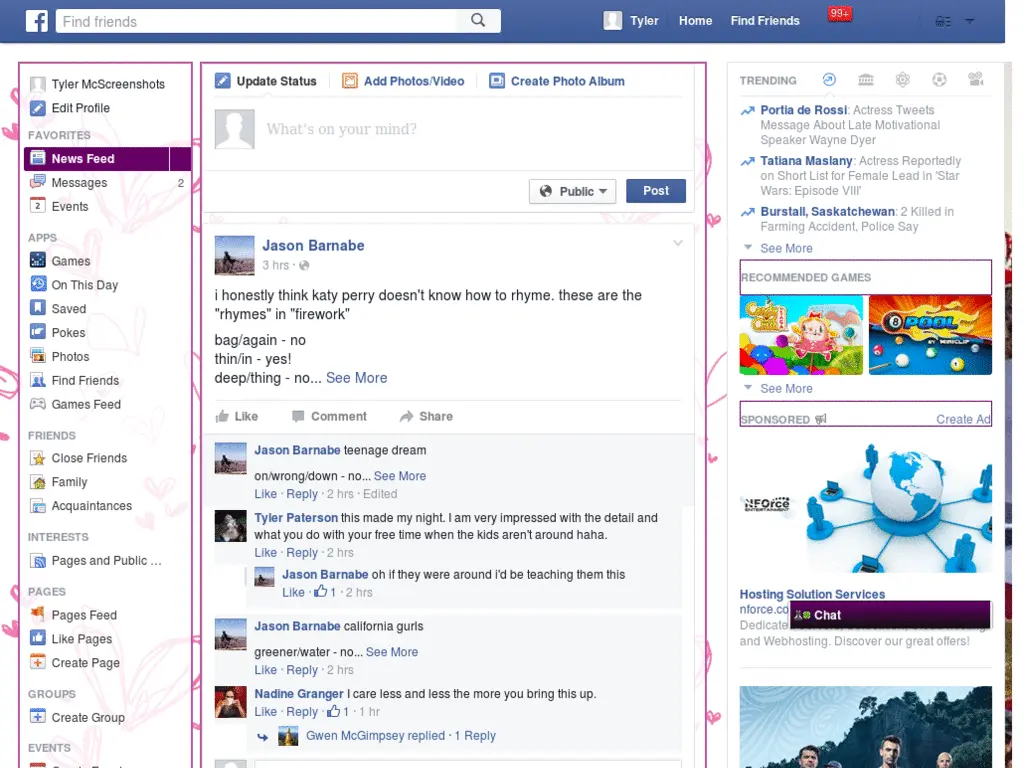 Find friends
Tyler
Home
Find Friends
99+
Tyler McScreenshots
Edit Profile
FAVORITES
News Feed
Messages 2
2 Events
APPS
Games
On This Day
Saved
Pokes
Photos
Find Friends
Games Feed
FRIENDS
Close Friends
Family
Acquaintances
INTERESTS
Pages and Public ...
PAGES
Pages Feed
Like Pages
Create Page
GROUPS
Create Group
EVENTS
Update Status
Add Photos/Video
Create Photo Album
What's on your mind?
Public
Post
Jason Barnabe
3 hrs ·
i honestly think katy perry doesn't know how to rhyme. these are the
"rhymes" in "firework"
bag/again - no
thin/in - yes!
deep/thing - no... See More
Like
Comment
Share
Jason Barnabe teenage dream
on/wrong/down - no... See More
Like · Reply · 2 hrs · Edited
Tyler Paterson this made my night. I am very impressed with the detail and
what you do with your free time when the kids aren't around haha.
Like · Reply · 2 hrs
Jason Barnabe oh if they were around i'd be teaching them this
Like · 1 · 2 hrs
Jason Barnabe california gurls
greener/water - no... See More
Like · Reply · 2 hrs
Nadine Granger I care less and less the more you bring this up.
Like · Reply · 1 · 1 hr
Gwen McGimpsey replied · 1 Reply
TRENDING
Portia de Rossi: Actress Tweets
Message About Late Motivational
Speaker Wayne Dyer
Tatiana Maslany: Actress Reportedly
on Short List for Female Lead in 'Star
Wars: Episode VIII'
Burstall, Saskatchewan: 2 Killed in
Farming Accident, Police Say
See More
RECOMMENDED GAMES
Candy Crush SAGA
8 BALL POOL
BY MINICLIP
See More
SPONSORED
Create Ad
NFORCE
ENTERTAINMENT
Hosting Solution Services
nforce.co
Chat
and Webhosting. Discover our great offers!